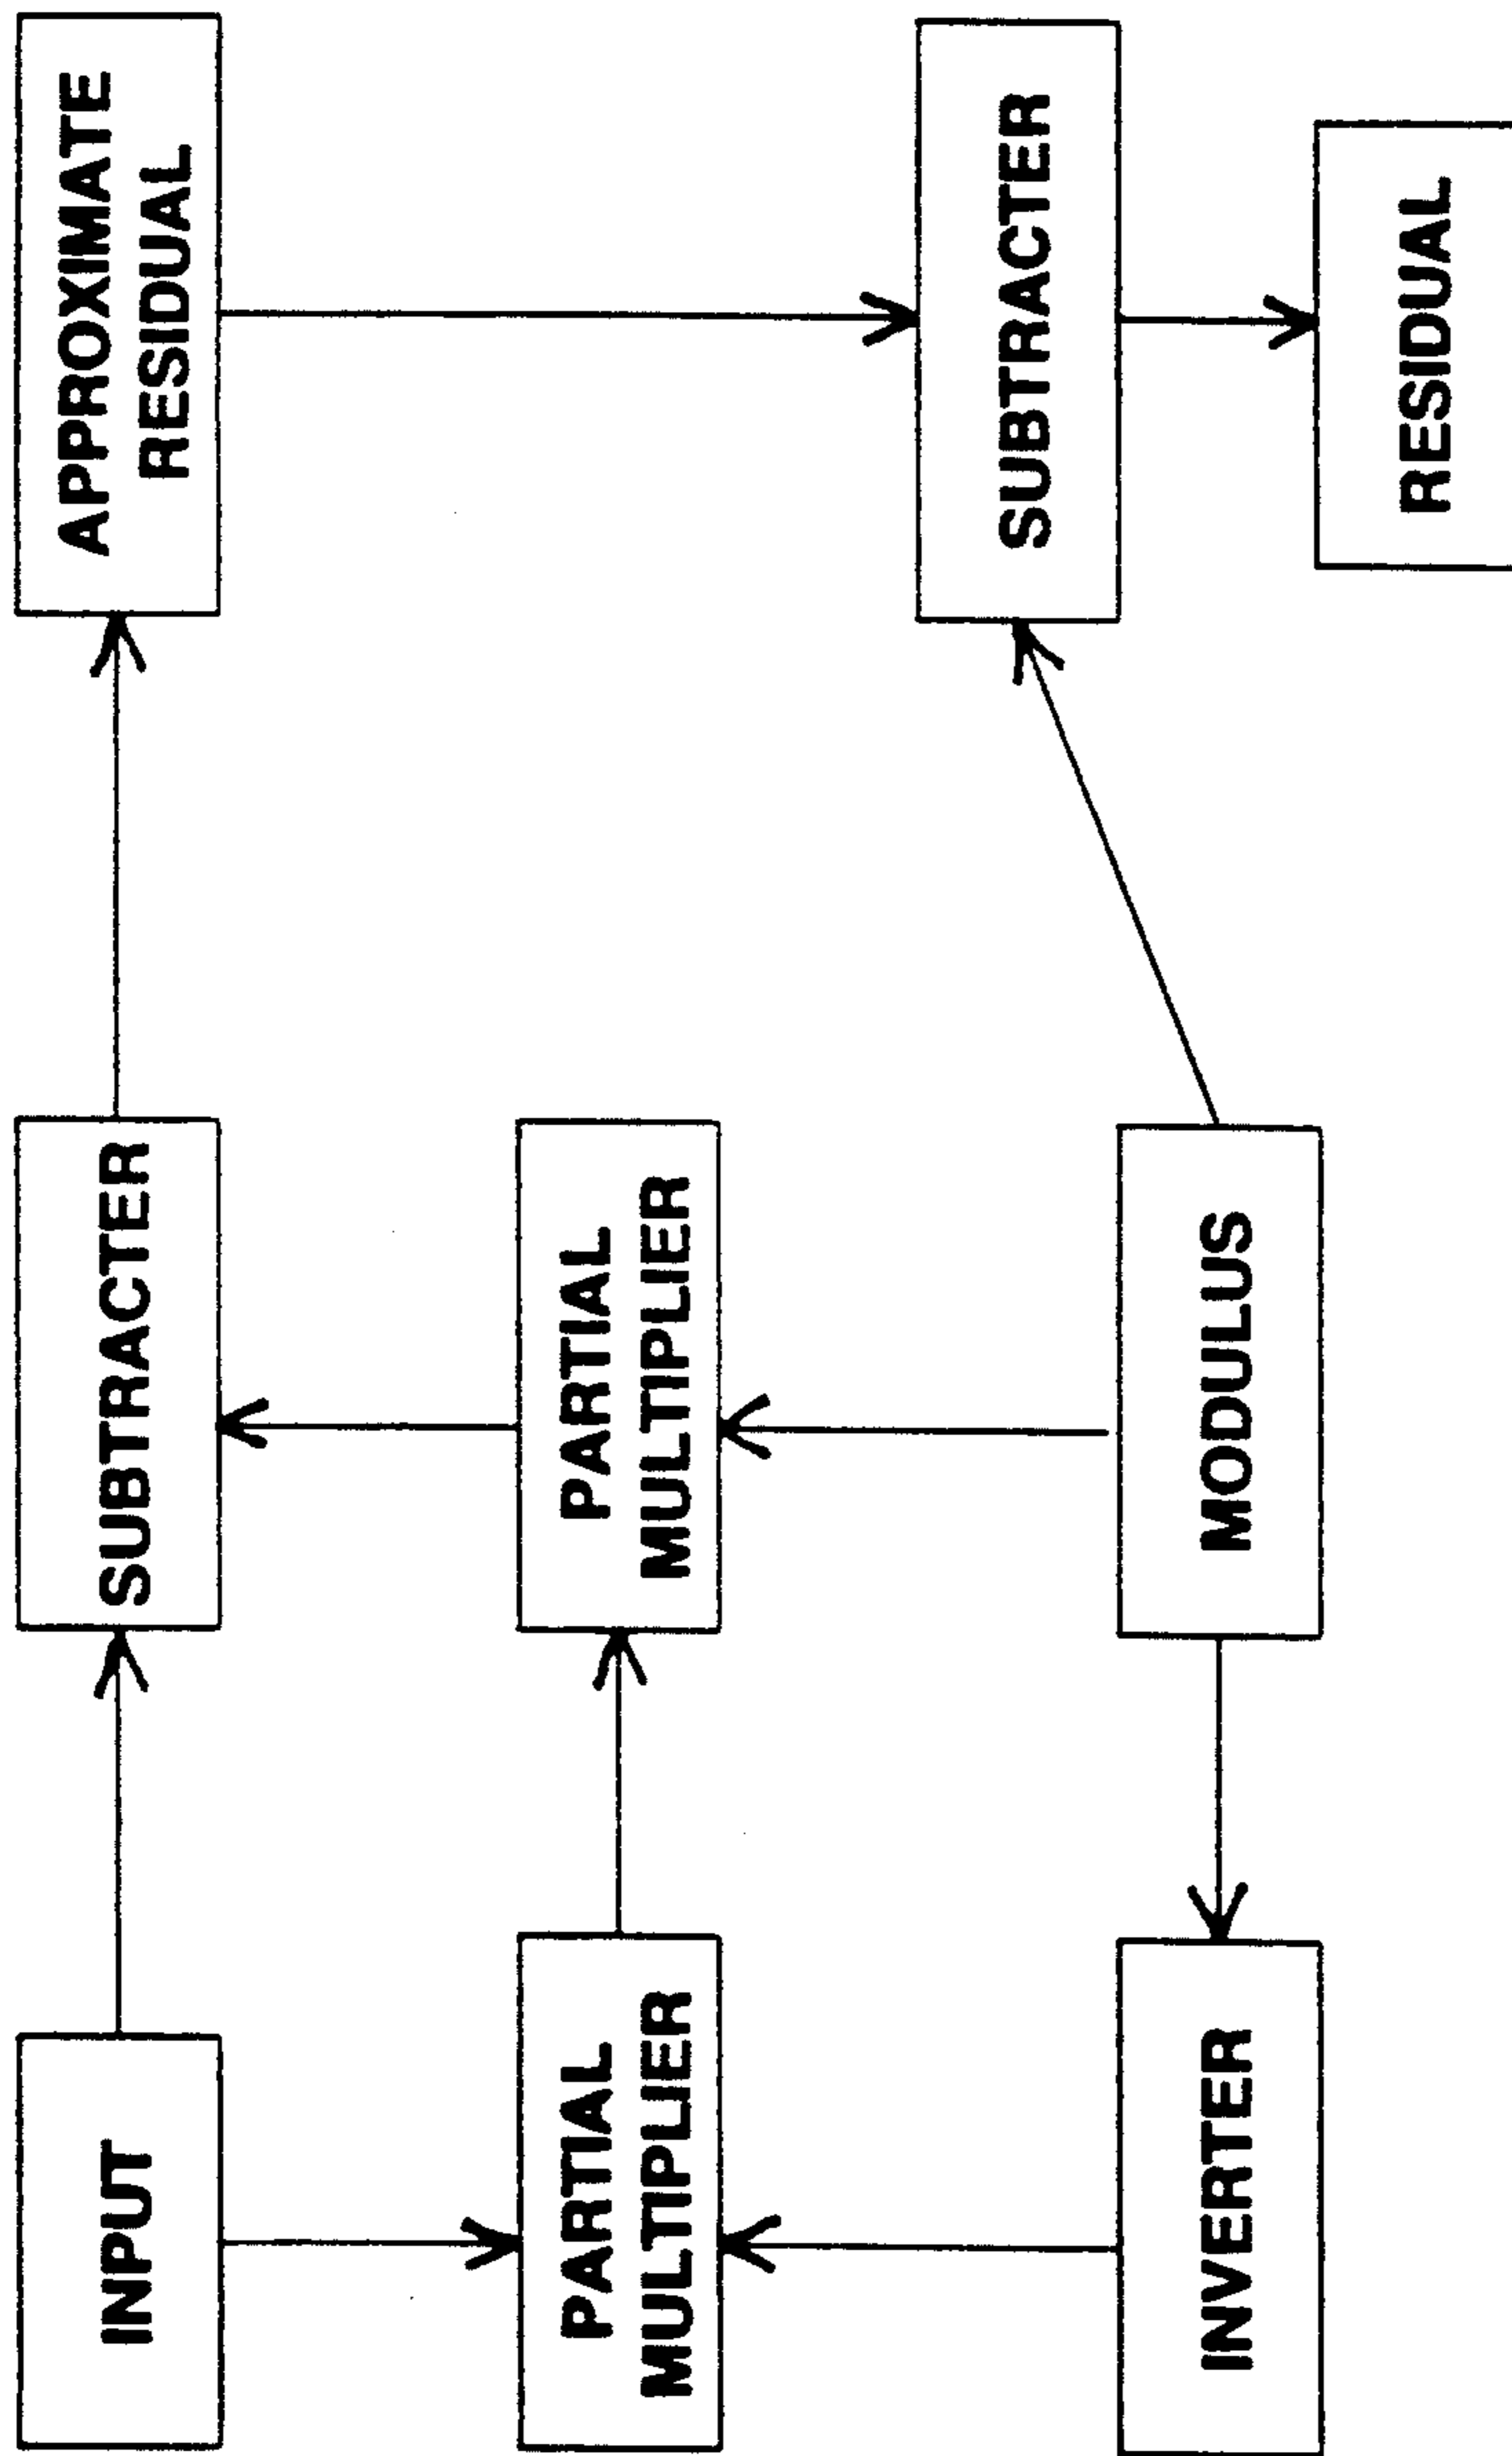 INPUT
SUBTRACTER
APPROXIMATE
RESIDUAL
PARTIAL
MULTIPLIER
PARTIAL
MULTIPLIER
SUBTRACTER
INVERTER
MODULUS
RESIDUAL